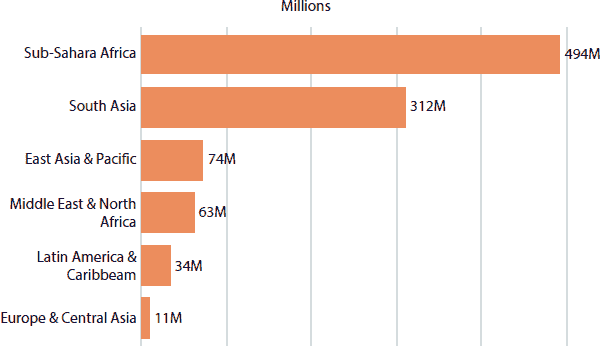 Millions
Sub-Sahara Africa
494M
South Asia
312M
East Asia & Pacific
74M
Middle East & North
Africa
63M
Latin America &
Caribbeam
34M
Europe & Central Asia
11M